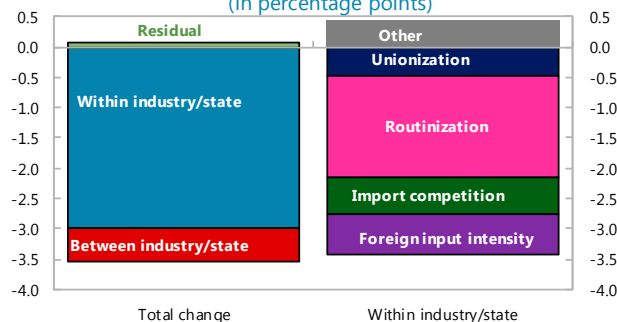 (in percentage points)
0.5
0.0
-0.5
-1.0
-1.5
-2.0
-2.5
-3.0
-3.5
-4.0
Residual
Within industry/state
Between industry/state
Other
Unionization
Routinization
Import competition
Foreign input intensity
0.5
0.0
-0.5
-1.0
-1.5
-2.0
-2.5
-3.0
-3.5
-4.0
Total change
Within industry/state